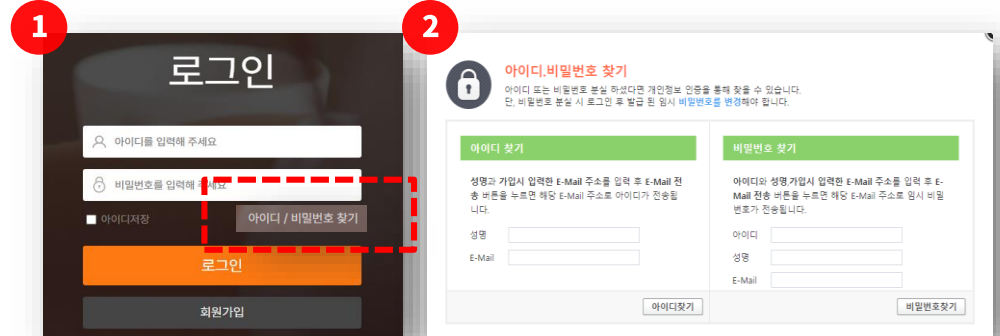 1
로그인
아이디를 입력해 주세요
비밀번호를 입력해 주세요
아이디저장
아이디 / 비밀번호 찾기
로그인
회원가입
2
아이디.비밀번호 찾기
아이디 또는 비밀번호 분실 하셨다면 개인정보 인증을 통해 찾을 수 있습니다.
단, 비밀번호 분실 시 로그인 후 발급 된 임시 비밀번호를 변경해야 합니다.
아이디 찾기
성명과 가입시 입력한 E-Mail 주소를 입력 후 E-Mail 전
송 버튼을 누르면 해당 E-Mail 주소로 아이디가 전송됩
니다.
성명
E-Mail
아이디찾기
비밀번호 찾기
아이디와 성명,가입시 입력한 E-Mail 주소를 입력 후 E-
Mail 전송 버튼을 누르면 해당 E-Mail 주소로 임시 비밀
번호가 전송됩니다.
아이디
성명
E-Mail
비밀번호찾기